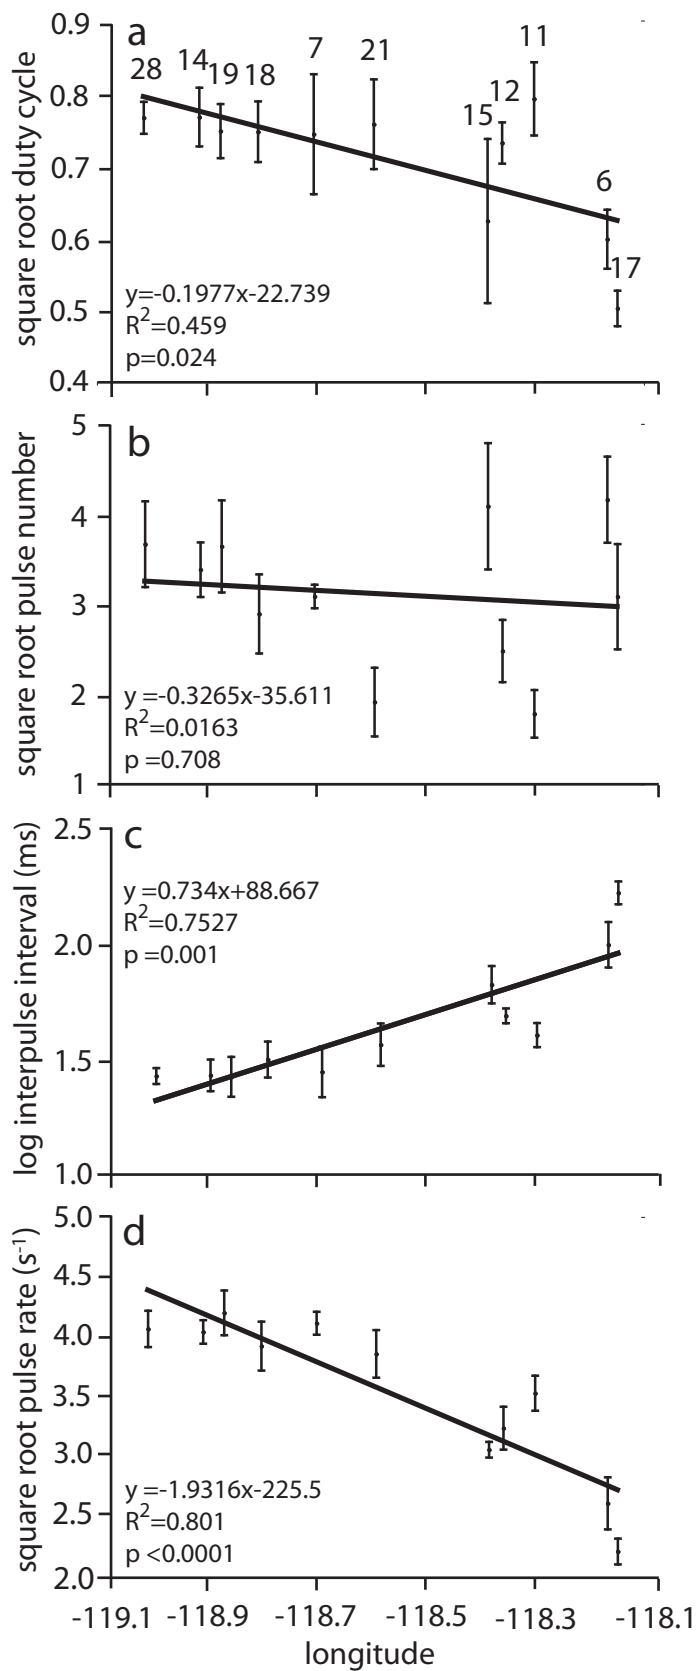 0.9
a
28
14
19
18
7
21
15
12
11
6
17
0.8
0.7
0.6
0.5
0.4
square root duty cycle
y=-0.1977x-22.739
R²=0.459
p=0.024
5
b
4
3
2
1
square root pulse number
y =-0.3265x-35.611
R²=0.0163
p =0.708
2.5
c
2.0
1.5
1.0
log interpulse interval (ms)
y =0.734x+88.667
R²=0.7527
p =0.001
5.0
d
4.5
4.0
3.5
3.0
2.5
2.0
square root pulse rate (s⁻¹)
y=-1.9316x-225.5
R²=0.801
p <0.0001
-119.1 -118.9 -118.7 -118.5 -118.3 -118.1
longitude